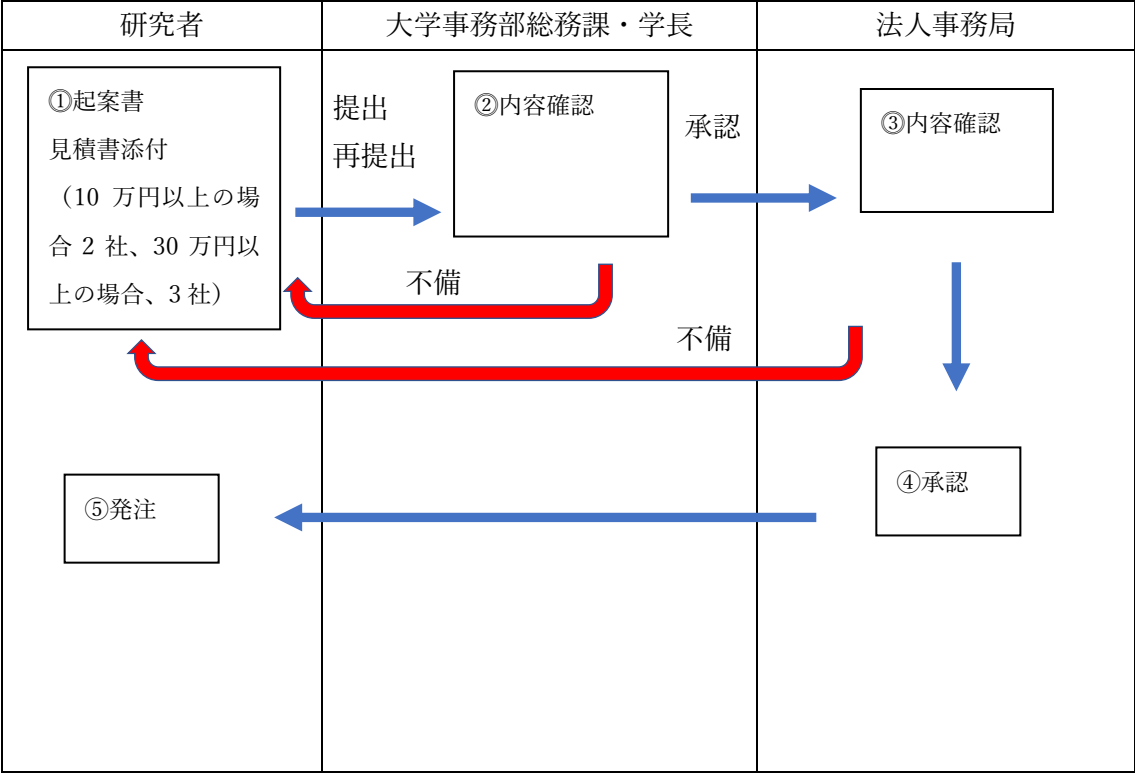 研究者
大学事務部総務課・学長
法人事務局
①起案書
見積書添付
（10 万円以上の場
合 2 社、30 万円以
上の場合、3 社）
提出
再提出
②内容確認
承認
③内容確認
不備
不備
④承認
⑤発注